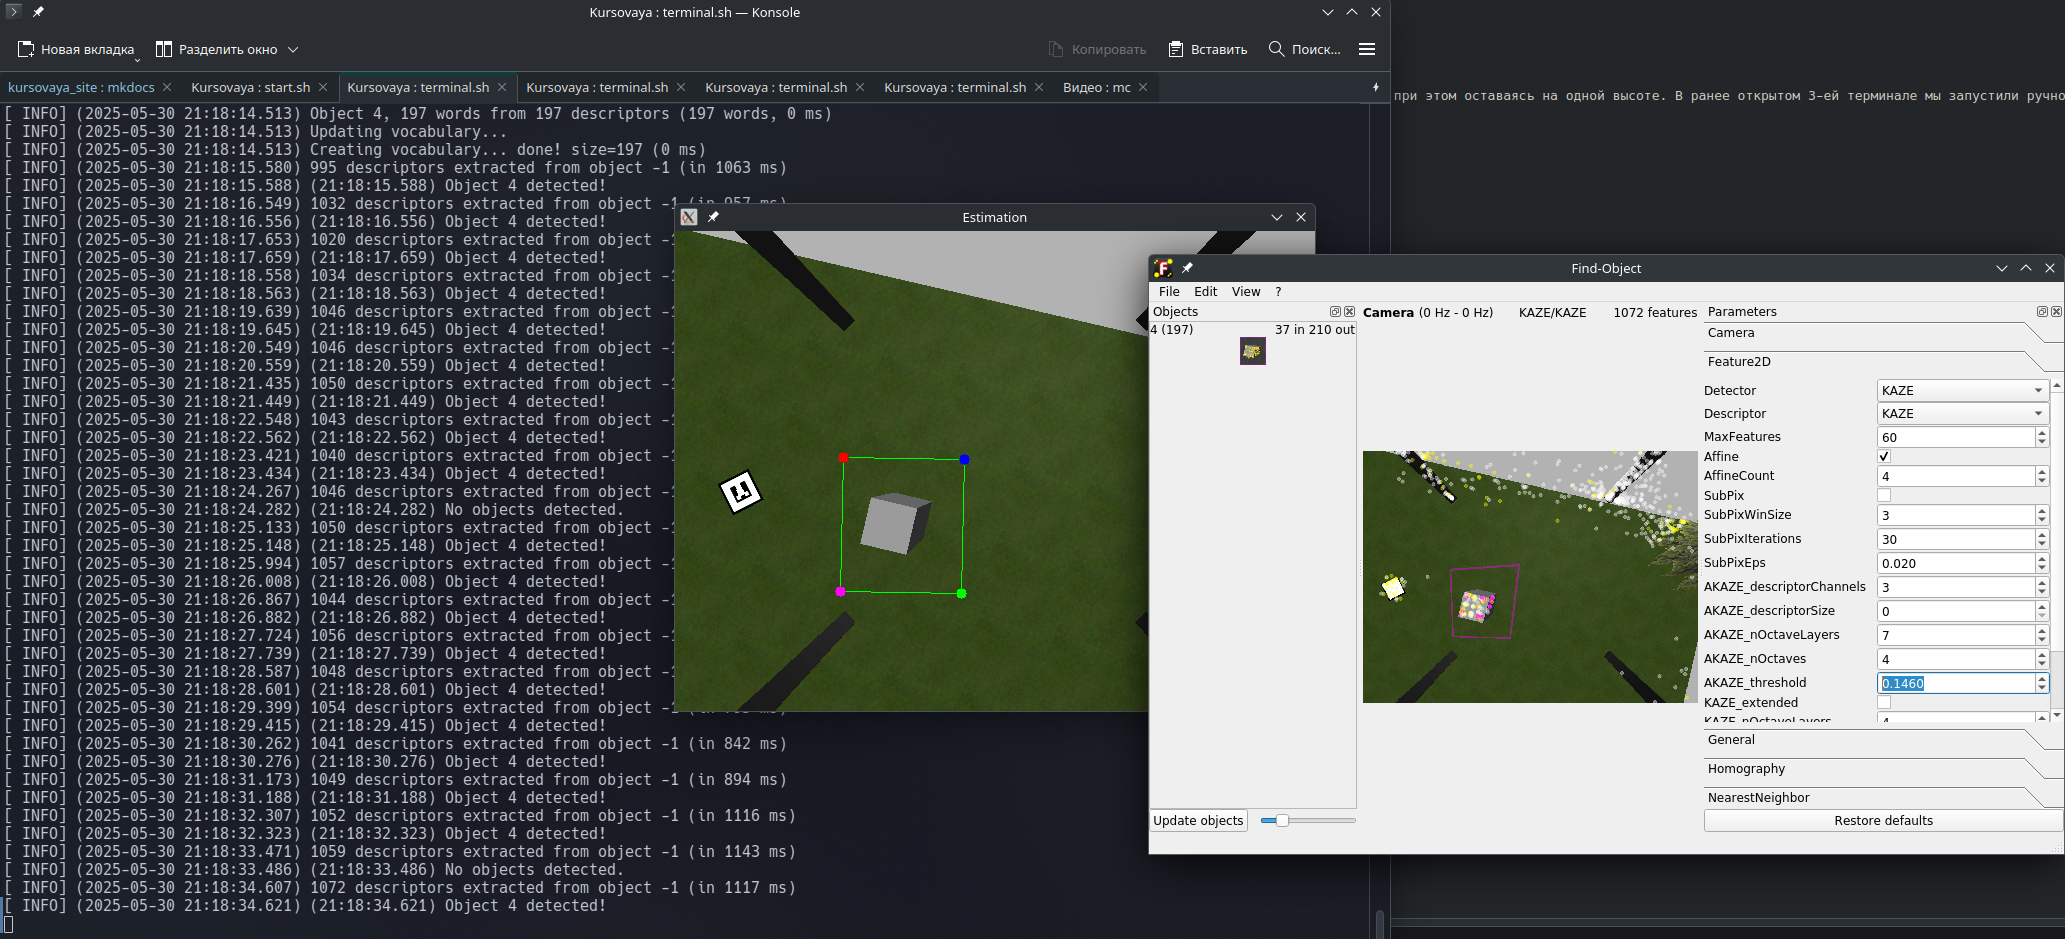 Kursovaya : terminal.sh — Konsole
Новая вкладка
Разделить окно
Копировать
Вставить
Поиск...
kursovaya_site : mkdocs
Kursovaya : start.sh
Kursovaya : terminal.sh
Kursovaya : terminal.sh
Kursovaya : terminal.sh
Kursovaya : terminal.sh
Видео : mc
при этом оставаясь на одной высоте. В ранее открытом 3-ей терминале мы запустили ручно
[ INFO] (2025-05-30 21:18:14.513) Object 4, 197 words from 197 descriptors (197 words, 0 ms)
[ INFO] (2025-05-30 21:18:14.513) Updating vocabulary...
[ INFO] (2025-05-30 21:18:14.513) Creating vocabulary... done! size=197 (0 ms)
[ INFO] (2025-05-30 21:18:15.580) 995 descriptors extracted from object -1 (in 1063 ms)
[ INFO] (2025-05-30 21:18:15.588) (21:18:15.588) Object 4 detected!
[ INFO] (2025-05-30 21:18:16.549) 1032 descriptors extracted from object -1 (in 957 ms)
[ INFO] (2025-05-30 21:18:16.556) (21:18:16.556) Object 4 detected!
[ INFO] (2025-05-30 21:18:17.653) 1020 descriptors extracted from object -1
[ INFO] (2025-05-30 21:18:17.659) (21:18:17.659) Object 4 detected!
[ INFO] (2025-05-30 21:18:18.558) 1034 descriptors extracted from object -1
[ INFO] (2025-05-30 21:18:18.563) (21:18:18.563) Object 4 detected!
[ INFO] (2025-05-30 21:18:19.639) 1046 descriptors extracted from object -1
[ INFO] (2025-05-30 21:18:19.645) (21:18:19.645) Object 4 detected!
[ INFO] (2025-05-30 21:18:20.549) 1046 descriptors extracted from object -1
[ INFO] (2025-05-30 21:18:20.559) (21:18:20.559) Object 4 detected!
[ INFO] (2025-05-30 21:18:21.435) 1050 descriptors extracted from object -1
[ INFO] (2025-05-30 21:18:21.449) (21:18:21.449) Object 4 detected!
[ INFO] (2025-05-30 21:18:22.548) 1043 descriptors extracted from object -1
[ INFO] (2025-05-30 21:18:22.562) (21:18:22.562) Object 4 detected!
[ INFO] (2025-05-30 21:18:23.421) 1040 descriptors extracted from object -1
[ INFO] (2025-05-30 21:18:23.434) (21:18:23.434) Object 4 detected!
[ INFO] (2025-05-30 21:18:24.267) 1046 descriptors extracted from object -1
[ INFO] (2025-05-30 21:18:24.282) (21:18:24.282) No objects detected.
[ INFO] (2025-05-30 21:18:25.133) 1050 descriptors extracted from object -1
[ INFO] (2025-05-30 21:18:25.148) (21:18:25.148) Object 4 detected!
[ INFO] (2025-05-30 21:18:25.994) 1057 descriptors extracted from object -1
[ INFO] (2025-05-30 21:18:26.008) (21:18:26.008) Object 4 detected!
[ INFO] (2025-05-30 21:18:26.867) 1044 descriptors extracted from object -1
[ INFO] (2025-05-30 21:18:26.882) (21:18:26.882) Object 4 detected!
[ INFO] (2025-05-30 21:18:27.724) 1056 descriptors extracted from object -1
[ INFO] (2025-05-30 21:18:27.739) (21:18:27.739) Object 4 detected!
[ INFO] (2025-05-30 21:18:28.587) 1048 descriptors extracted from object -1
[ INFO] (2025-05-30 21:18:28.601) (21:18:28.601) Object 4 detected!
[ INFO] (2025-05-30 21:18:29.399) 1054 descriptors extracted from object -1
[ INFO] (2025-05-30 21:18:29.415) (21:18:29.415) Object 4 detected!
[ INFO] (2025-05-30 21:18:30.262) 1041 descriptors extracted from object -1 (in 842 ms)
[ INFO] (2025-05-30 21:18:30.276) (21:18:30.276) Object 4 detected!
[ INFO] (2025-05-30 21:18:31.173) 1049 descriptors extracted from object -1 (in 894 ms)
[ INFO] (2025-05-30 21:18:31.188) (21:18:31.188) Object 4 detected!
[ INFO] (2025-05-30 21:18:32.307) 1052 descriptors extracted from object -1 (in 1116 ms)
[ INFO] (2025-05-30 21:18:32.323) (21:18:32.323) Object 4 detected!
[ INFO] (2025-05-30 21:18:33.471) 1059 descriptors extracted from object -1 (in 1143 ms)
[ INFO] (2025-05-30 21:18:33.486) (21:18:33.486) No objects detected.
[ INFO] (2025-05-30 21:18:34.607) 1072 descriptors extracted from object -1 (in 1117 ms)
[ INFO] (2025-05-30 21:18:34.621) (21:18:34.621) Object 4 detected!
Estimation
Find-Object
File Edit View ?
Objects
4 (197) 37 in 210 out
Update objects
Camera (0 Hz - 0 Hz) KAZE/KAZE 1072 features
Parameters
Camera
Feature2D
Detector KAZE
Descriptor KAZE
MaxFeatures 60
Affine
AffineCount 4
SubPix
SubPixWinSize 3
SubPixIterations 30
SubPixEps 0.020
AKAZE_descriptorChannels 3
AKAZE_descriptorSize 0
AKAZE_nOctaveLayers 7
AKAZE_nOctaves 4
AKAZE_threshold 0.1460
KAZE_extended
KAZE_nOctaveLayers 4
General
Homography
NearestNeighbor
Restore defaults